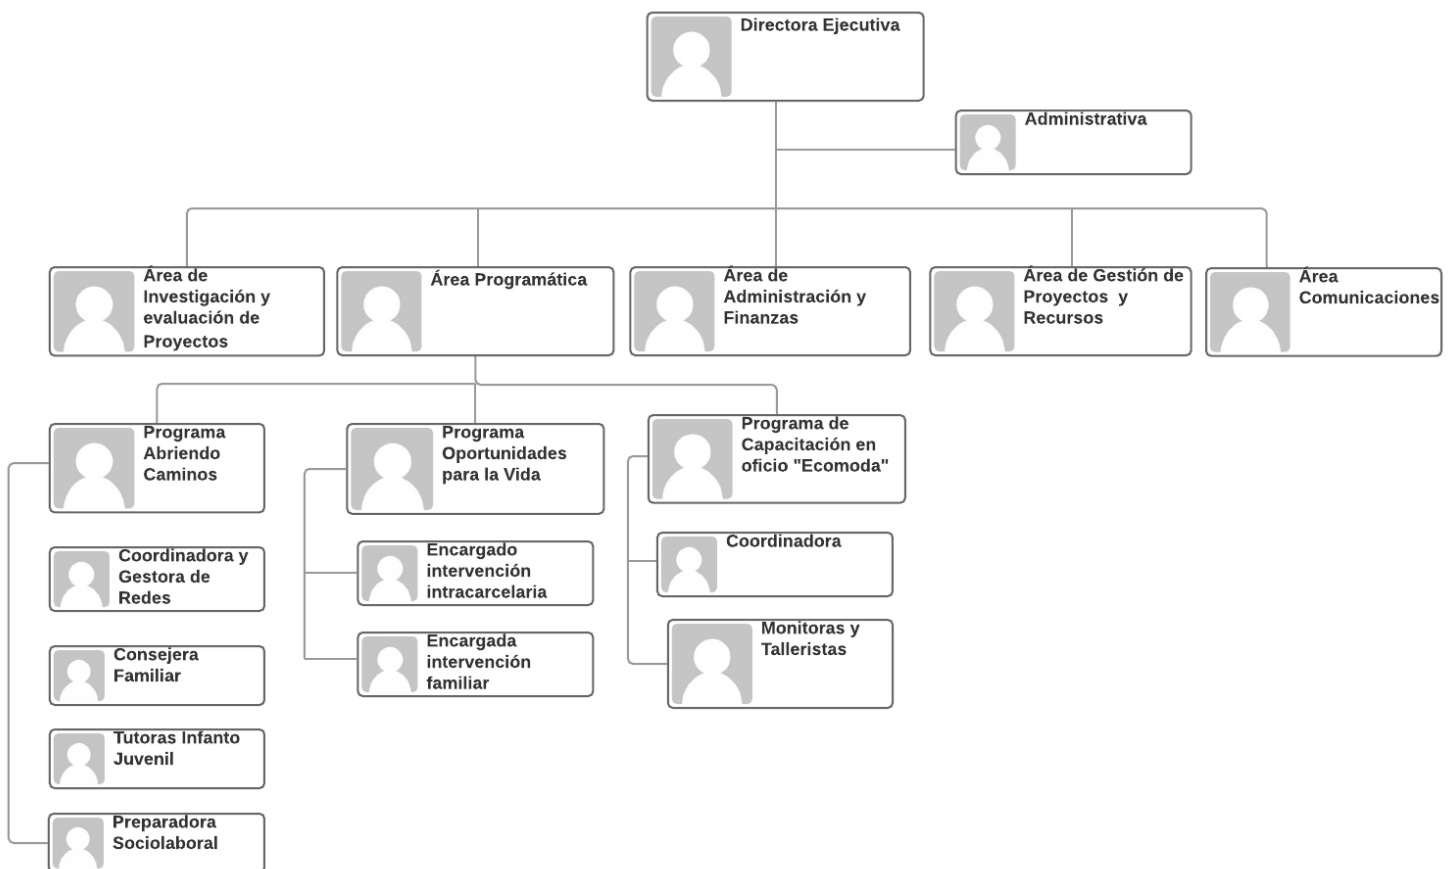 Directora Ejecutiva
Administrativa
Área de
Investigación y
evaluación de
Proyectos
Área Programática
Área de
Administración y
Finanzas
Área de Gestión de
Proyectos y
Recursos
Área
Comunicaciones
Programa
Abriendo
Caminos
Programa
Oportunidades
para la Vida
Programa de
Capacitación en
oficio "Ecomoda"
Coordinadora y
Gestora de
Redes
Encargado
intervención
intracarcelaria
Coordinadora
Consejera
Familiar
Encargada
intervención
familiar
Monitoras y
Talleristas
Tutoras Infanto
Juvenil
Preparadora
Sociolaboral